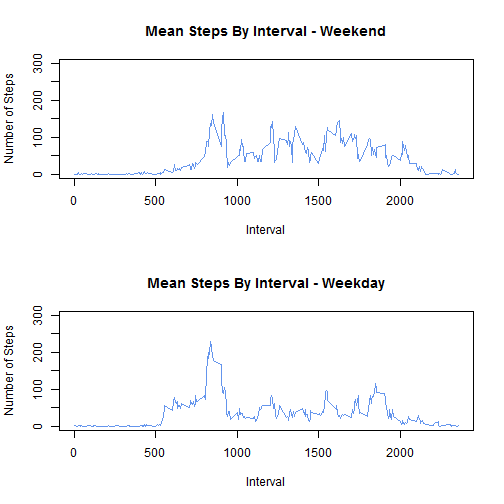 Mean Steps By Interval - Weekend
Number of Steps
300
200
100
0
0 500 1000 1500 2000
Interval
Mean Steps By Interval - Weekday
Number of Steps
300
200
100
0
0 500 1000 1500 2000
Interval